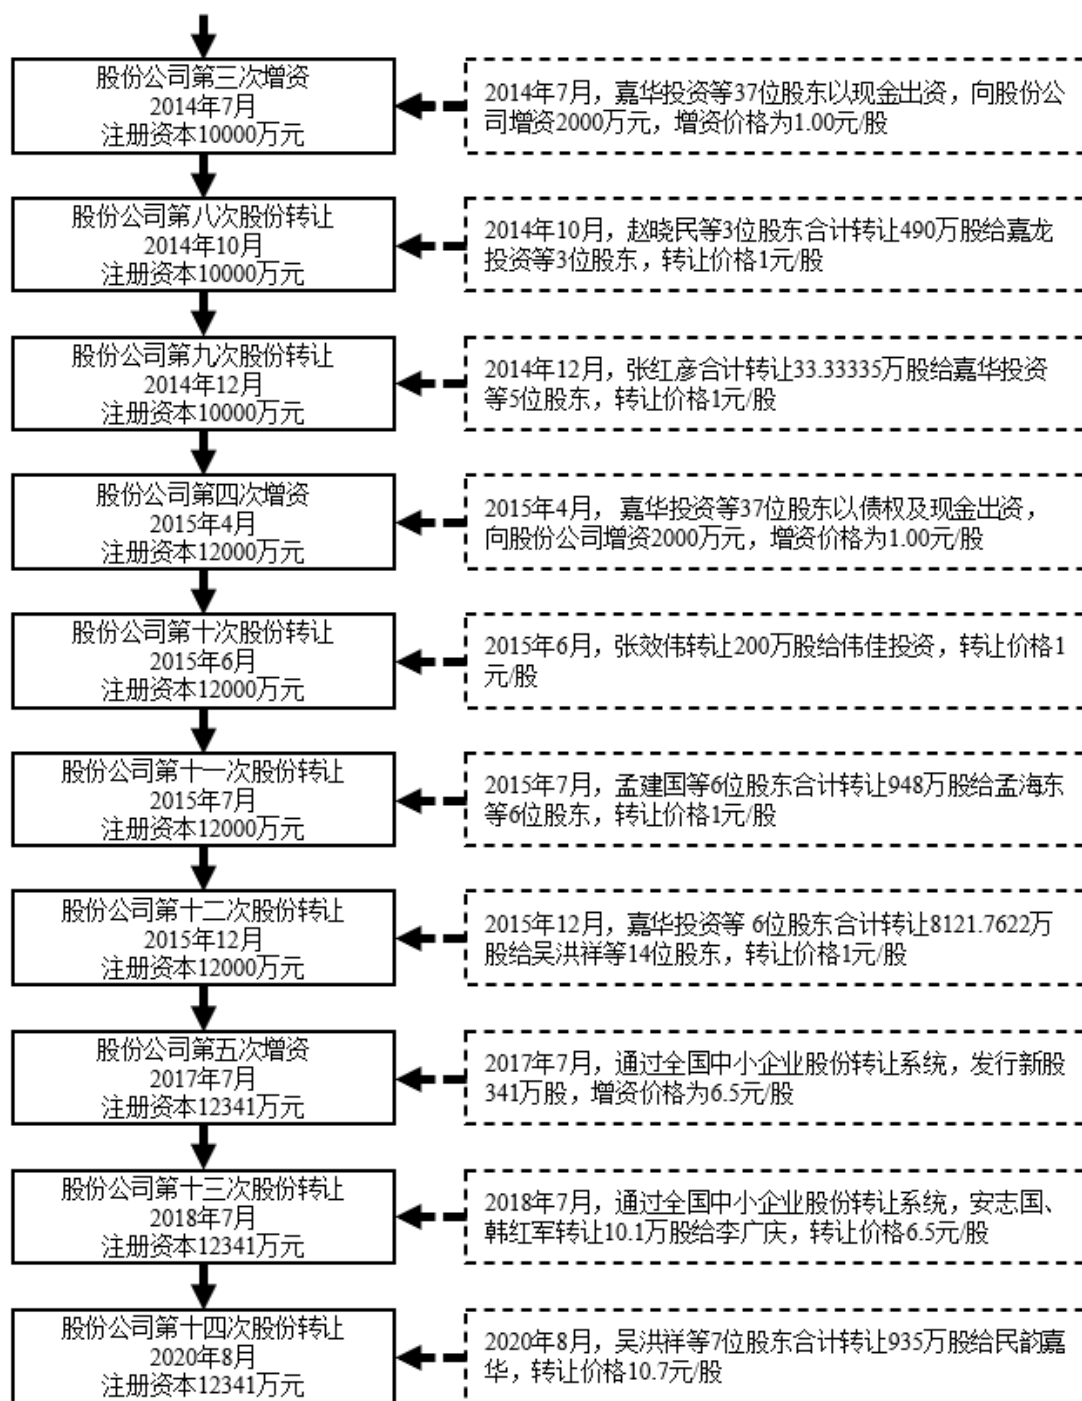 股份公司第三次增资
2014年7月
注册资本10000万元
2014年7月，嘉华投资等37位股东以现金出资，向股份公
司增资2000万元，增资价格为1.00元/股
股份公司第八次股份转让
2014年10月
注册资本10000万元
2014年10月，赵晓民等3位股东合计转让490万股给嘉龙
投资等3位股东，转让价格1元/股
股份公司第九次股份转让
2014年12月
注册资本10000万元
2014年12月，张红彦合计转让33.33335万股给嘉华投资
等5位股东，转让价格1元/股
股份公司第四次增资
2015年4月
注册资本12000万元
2015年4月， 嘉华投资等37位股东以债权及现金出资，
向股份公司增资2000万元，增资价格为1.00元/股
股份公司第十次股份转让
2015年6月
注册资本12000万元
2015年6月，张效伟转让200万股给伟佳投资，转让价格1
元/股
股份公司第十一次股份转让
2015年7月
注册资本12000万元
2015年7月，孟建国等6位股东合计转让948万股给孟海东
等6位股东，转让价格1元/股
股份公司第十二次股份转让
2015年12月
注册资本12000万元
2015年12月，嘉华投资等 6位股东合计转让8121.7622万
股给吴洪祥等14位股东，转让价格1元/股
股份公司第五次增资
2017年7月
注册资本12341万元
2017年7月，通过全国中小企业股份转让系统，发行新股
341万股，增资价格为6.5元/股
股份公司第十三次股份转让
2018年7月
注册资本12341万元
2018年7月，通过全国中小企业股份转让系统，安志国、
韩红军转让10.1万股给李广庆，转让价格6.5元/股
股份公司第十四次股份转让
2020年8月
注册资本12341万元
2020年8月，吴洪祥等7位股东合计转让935万股给民韵嘉
华，转让价格10.7元/股